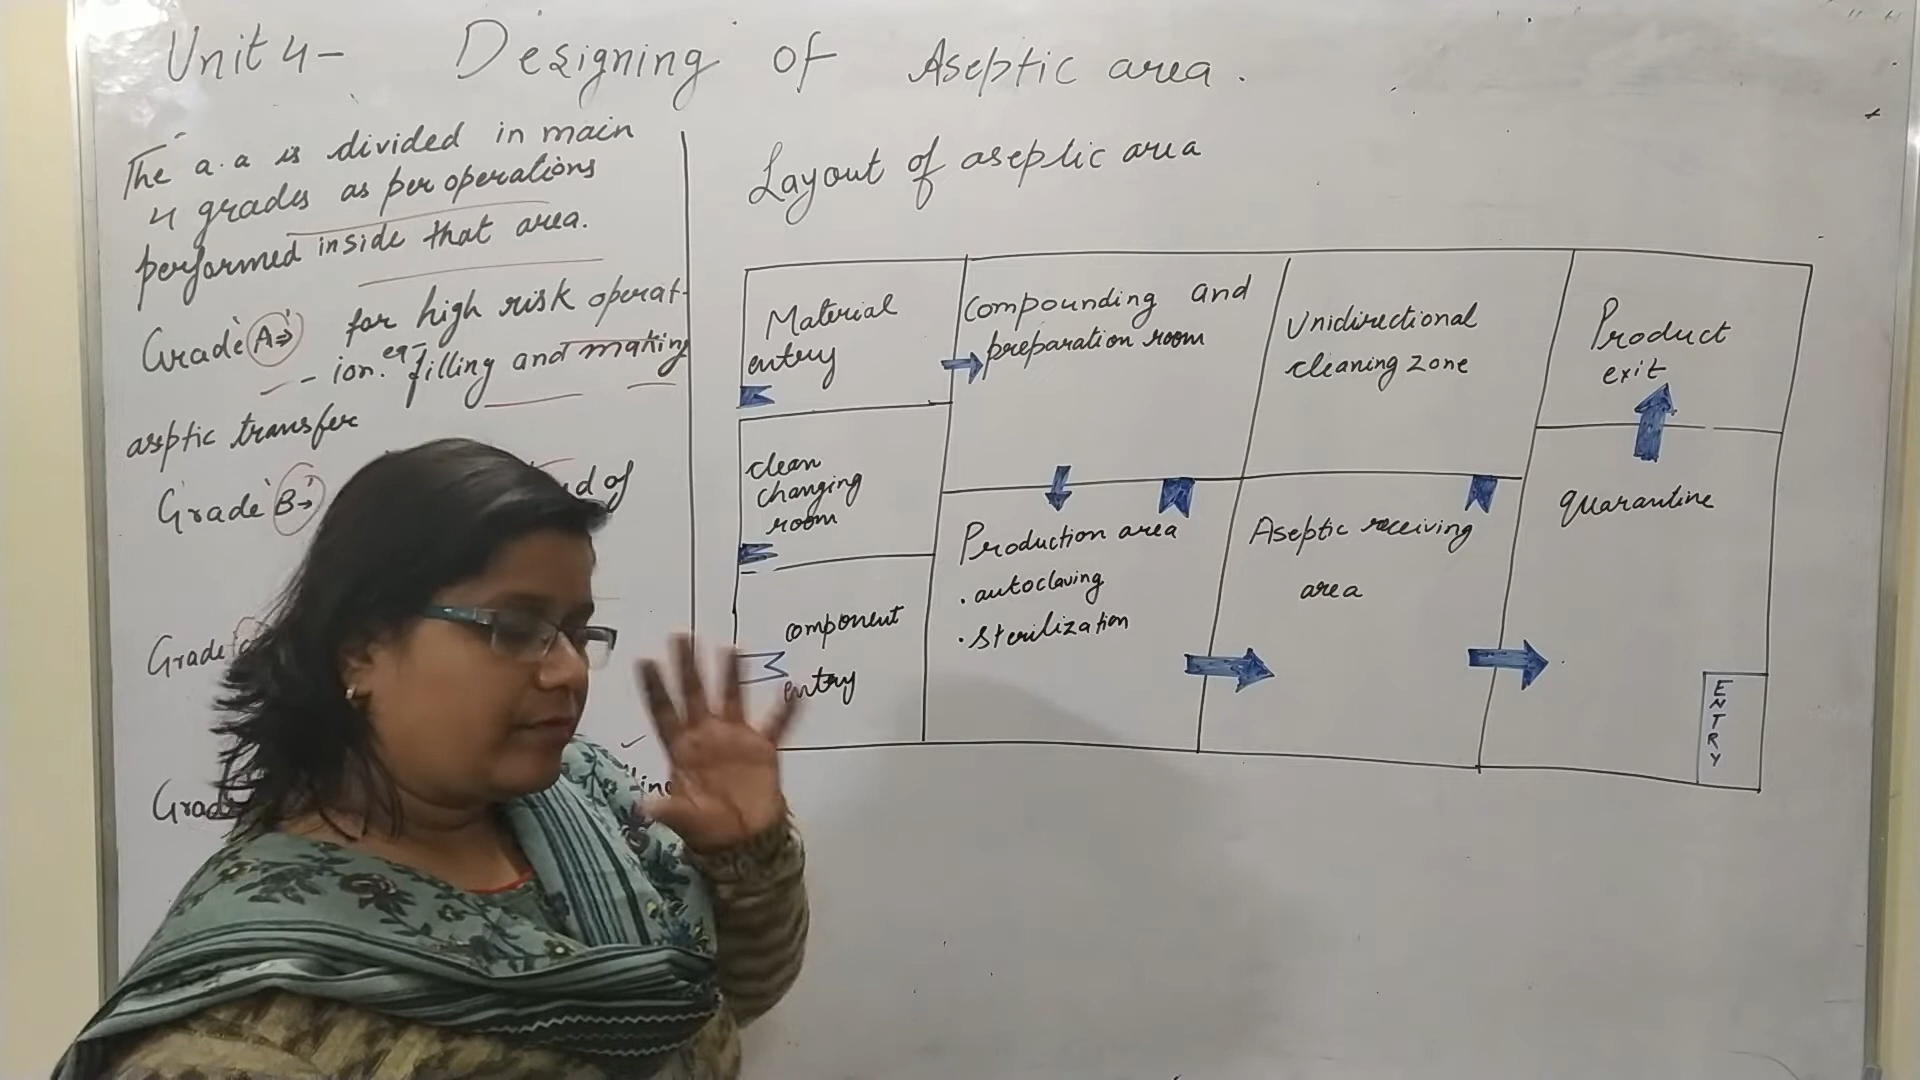 Unit 4 - Designing of Aseptic area.
The a.a is divided in main
4 grades as per operations
performed inside that area.
Grade 'A' → for high risk operat-
- ion. eg - filling and making
aseptic transfer
Grade 'B' →
of
Grade
Layout of aseptic area
Material
entry
clean
changing
room
component
entry
Compounding and
preparation room
Production area
. autoclaving
. sterilization
Unidirectional
cleaning zone
Aseptic receiving
area
Product
exit
quarantine
ENTRY